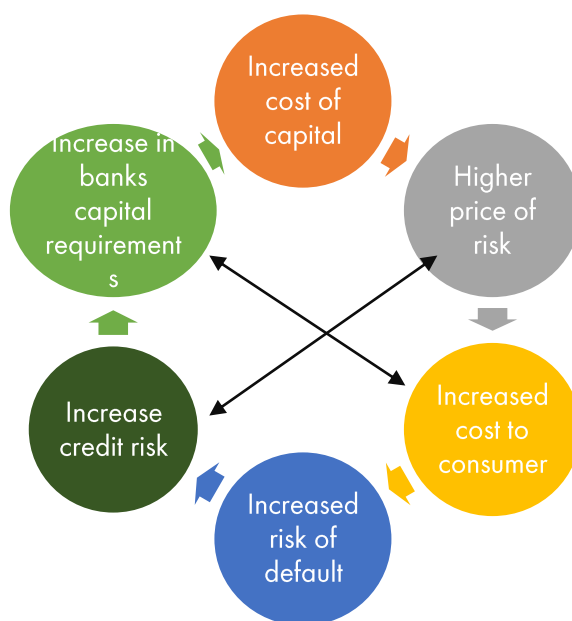 Increased
cost of
capital
Higher
price of
risk
Increased
cost to
consumer
Increased
risk of
default
Increase
credit risk
Increase in
banks
capital
requirement
s